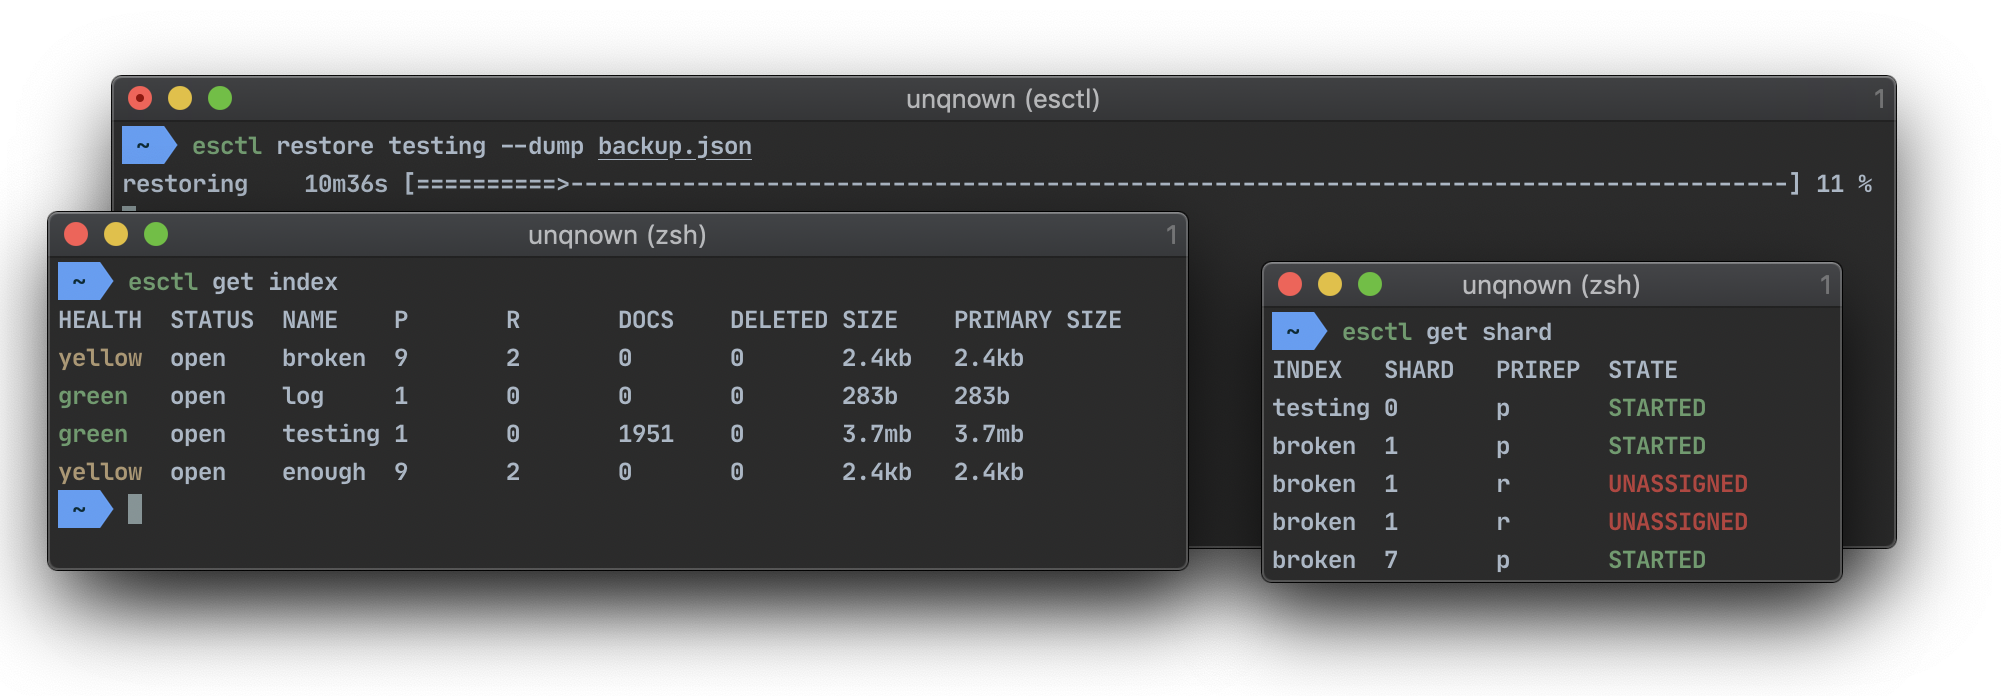 unqnown (esctl) 1
~ esctl restore testing --dump backup.json
restoring 10m36s [==========>---------------------------------------------------------------------------------------] 11 %
unqnown (zsh) 1
~ esctl get index
HEALTH STATUS NAME P R DOCS DELETED SIZE PRIMARY SIZE
yellow open broken 9 2 0 0 2.4kb 2.4kb
green open log 1 0 0 0 283b 283b
green open testing 1 0 1951 0 3.7mb 3.7mb
yellow open enough 9 2 0 0 2.4kb 2.4kb
~
unqnown (zsh) 1
~ esctl get shard
INDEX SHARD PRIREP STATE
testing 0 p STARTED
broken 1 p STARTED
broken 1 r UNASSIGNED
broken 1 r UNASSIGNED
broken 7 p STARTED